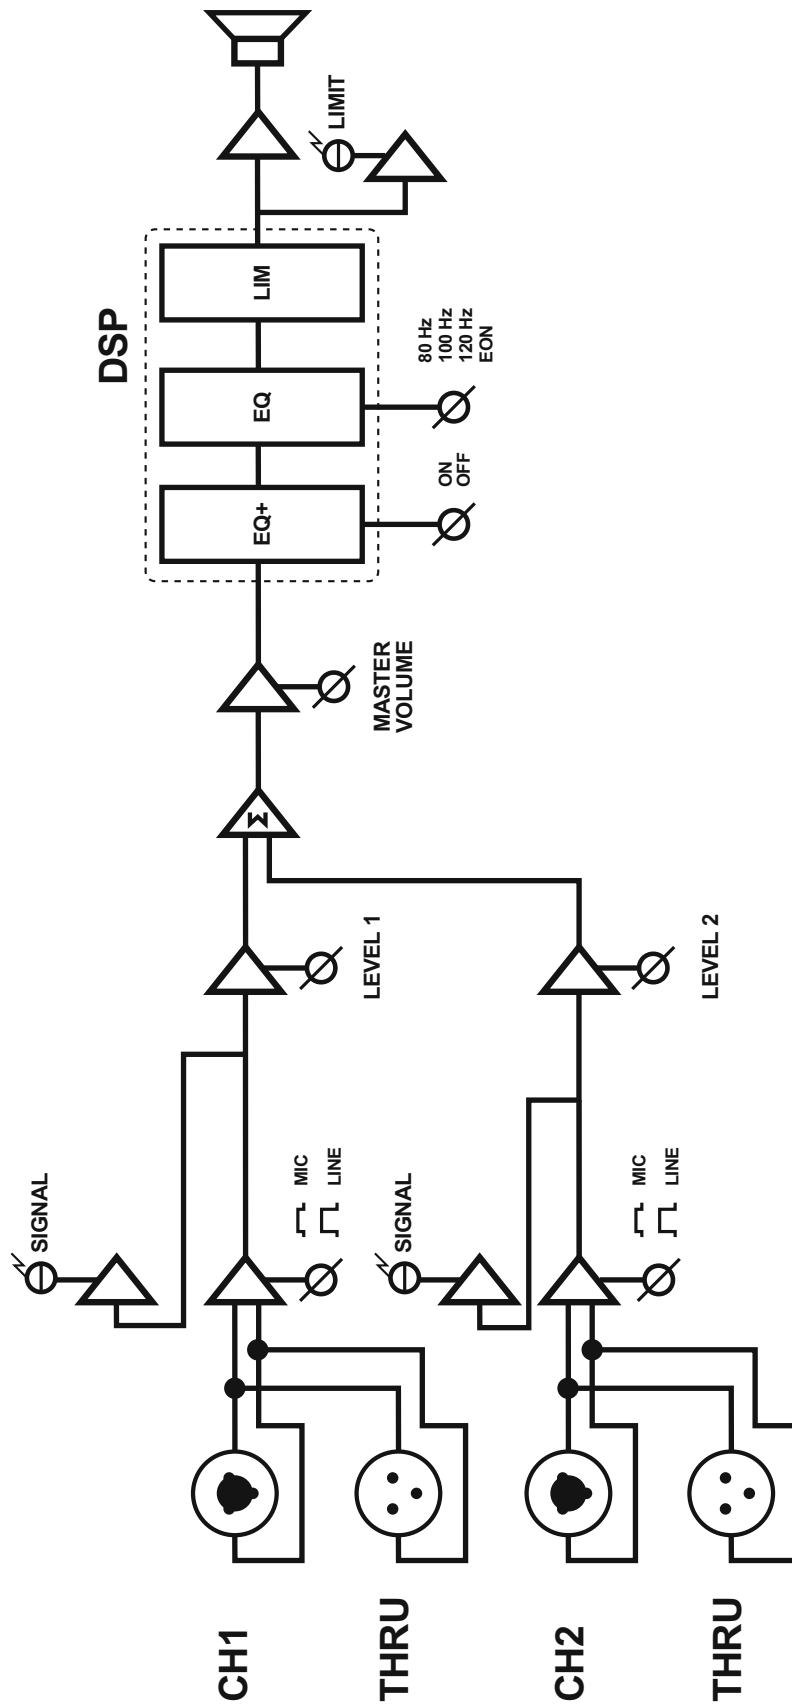 CH1
THRU
CH2
THRU
SIGNAL
MIC
LINE
SIGNAL
MIC
LINE
LEVEL 1
LEVEL 2
Σ
MASTER
VOLUME
DSP
EQ+
EQ
LIM
ON
OFF
80 Hz
100 Hz
120 Hz
EON
LIMIT